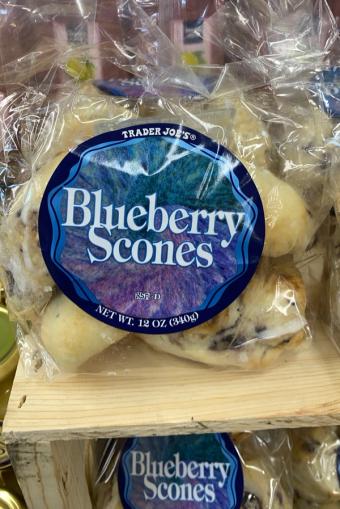 TRADER JOE'S®
Blueberry
Scones
NET WT. 12 OZ (340g)
Blueberry
Scones